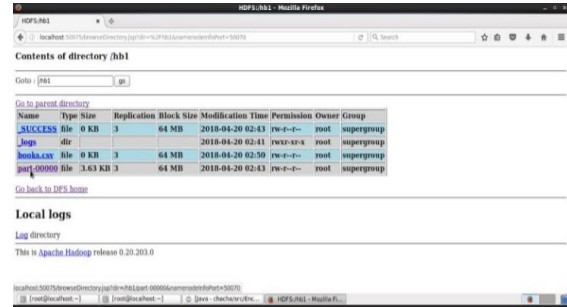 HDFS:/hb1 - Mozilla Firefox
HDFS:/hb1
localhost:50075/browseDirectory.jsp?dir=%2Fhb1&namenodeInfoPort=50070
Search
Contents of directory /hb1
Goto : /hb1 go
Go to parent directory
Name Type Size Replication Block Size Modification Time Permission Owner Group
_SUCCESS file 0 KB 3 64 MB 2018-04-20 02:43 rw-r--r-- root supergroup
_logs dir 2018-04-20 02:41 rwxr-xr-x root supergroup
books.csv file 0 KB 3 64 MB 2018-04-20 02:50 rw-r--r-- root supergroup
part-00000 file 3.63 KB 3 64 MB 2018-04-20 02:43 rw-r--r-- root supergroup
Go back to DFS home
Local logs
Log directory
This is Apache Hadoop release 0.20.203.0
localhost:50075/browseDirectory.jsp?dir=/hb1/part-00000&namenodeInfoPort=50070
[root@localhost:~] [root@localhost:~] [Java - chacha/src/Enc... HDFS:/hb1 - Mozilla Fi...